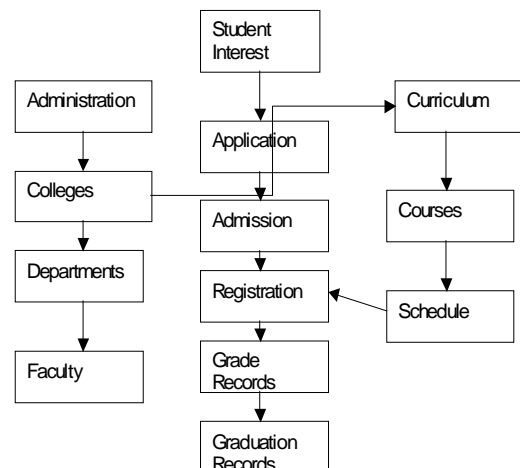 Student
Interest
Administration
Curriculum
Application
Colleges
Admission
Courses
Departments
Registration
Schedule
Grade
Records
Faculty
Graduation
Records